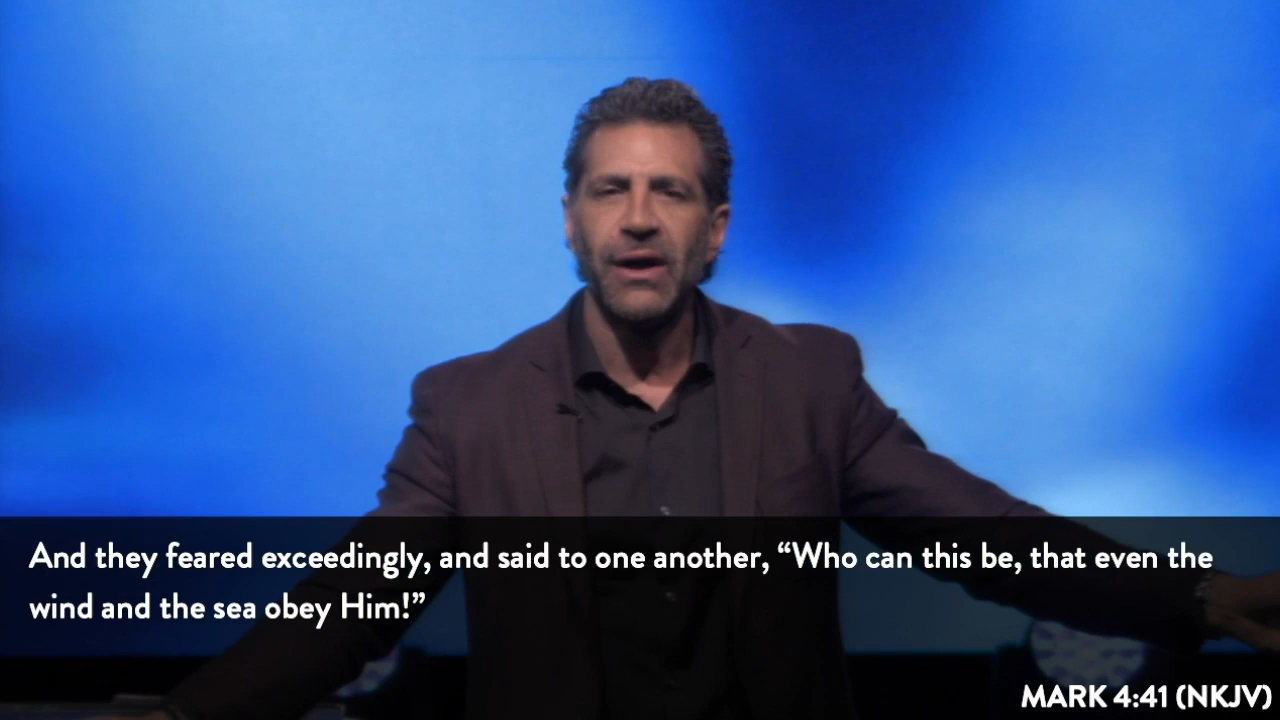 And they feared exceedingly, and said to one another, “Who can this be, that even the
wind and the sea obey Him!”
MARK 4:41 (NKJV)